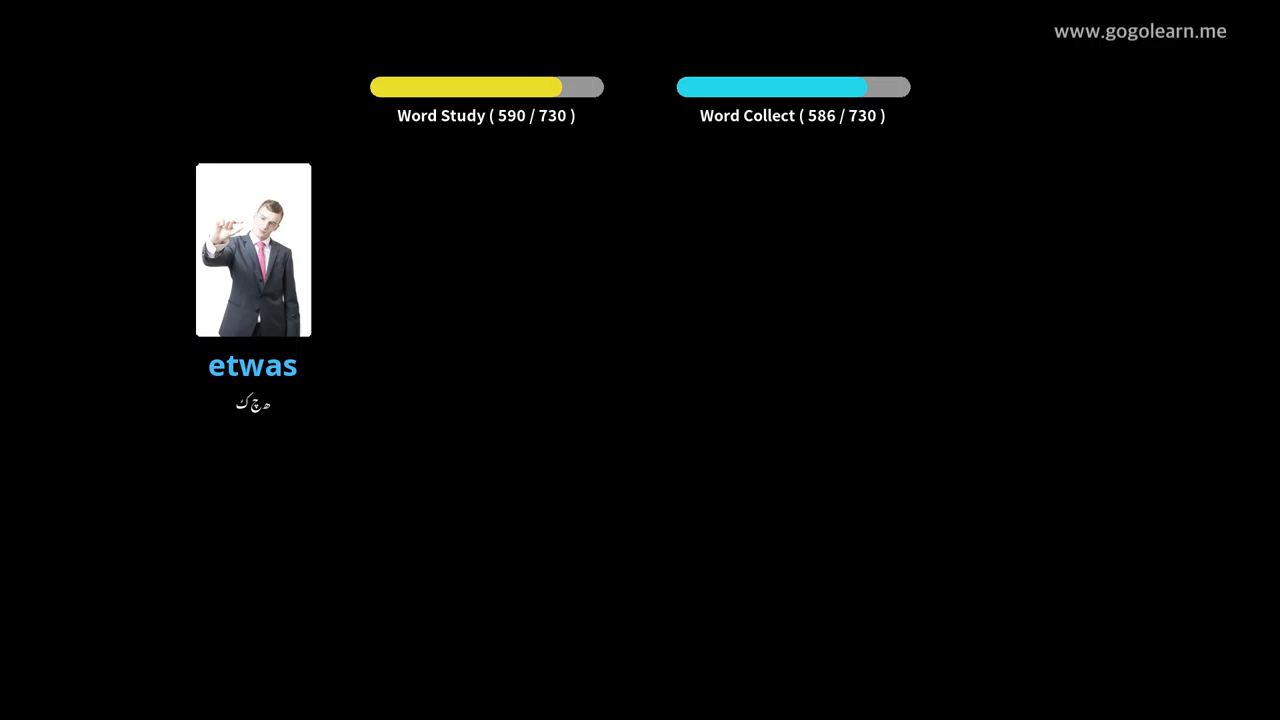 www.gogolearn.me
Word Study ( 590 / 730 )
Word Collect ( 586 / 730 )
etwas
ھ چ ک